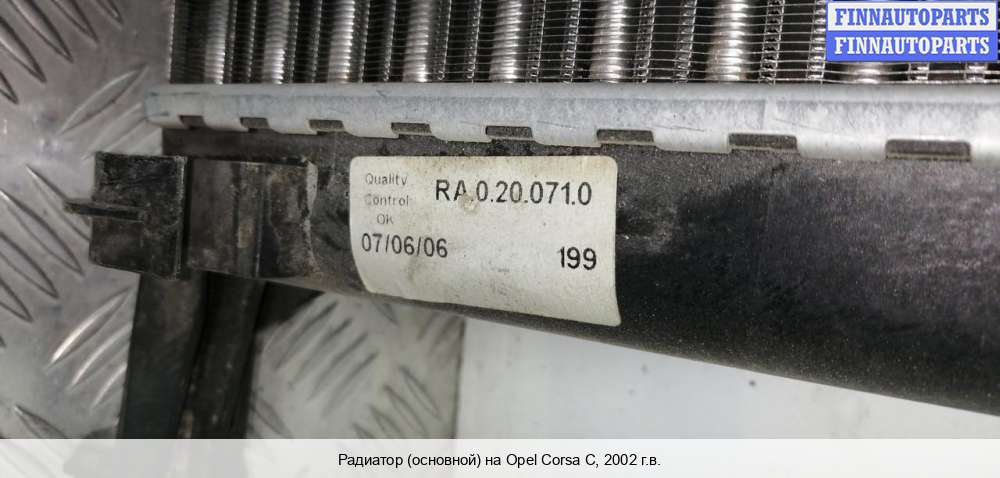 FINNAUTOPARTS
FINNAUTOPARTS
Quality
Control
OK
RA.0.20.071.0
07/06/06
199
Радиатор (основной) на Opel Corsa C, 2002 г.в.